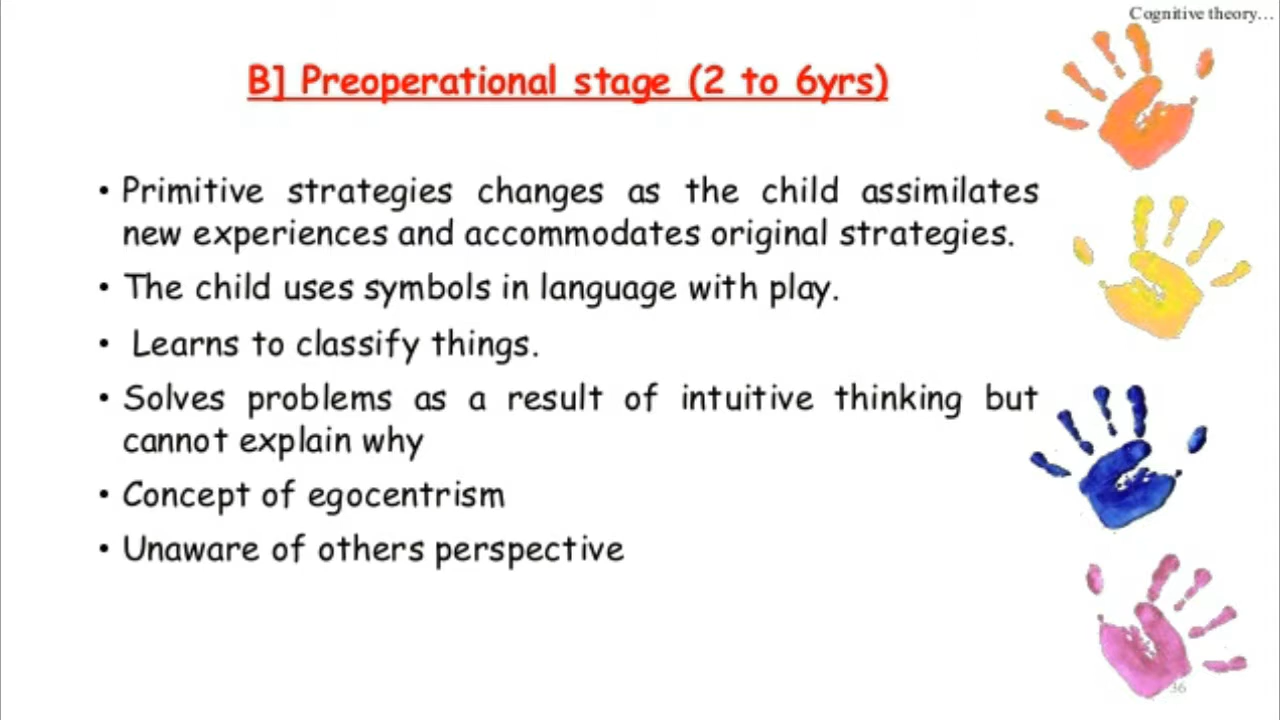 Cognitive theory...
B] Preoperational stage (2 to 6yrs)
• Primitive strategies changes as the child assimilates
new experiences and accommodates original strategies.
• The child uses symbols in language with play.
• Learns to classify things.
• Solves problems as a result of intuitive thinking but
cannot explain why
• Concept of egocentrism
• Unaware of others perspective
36